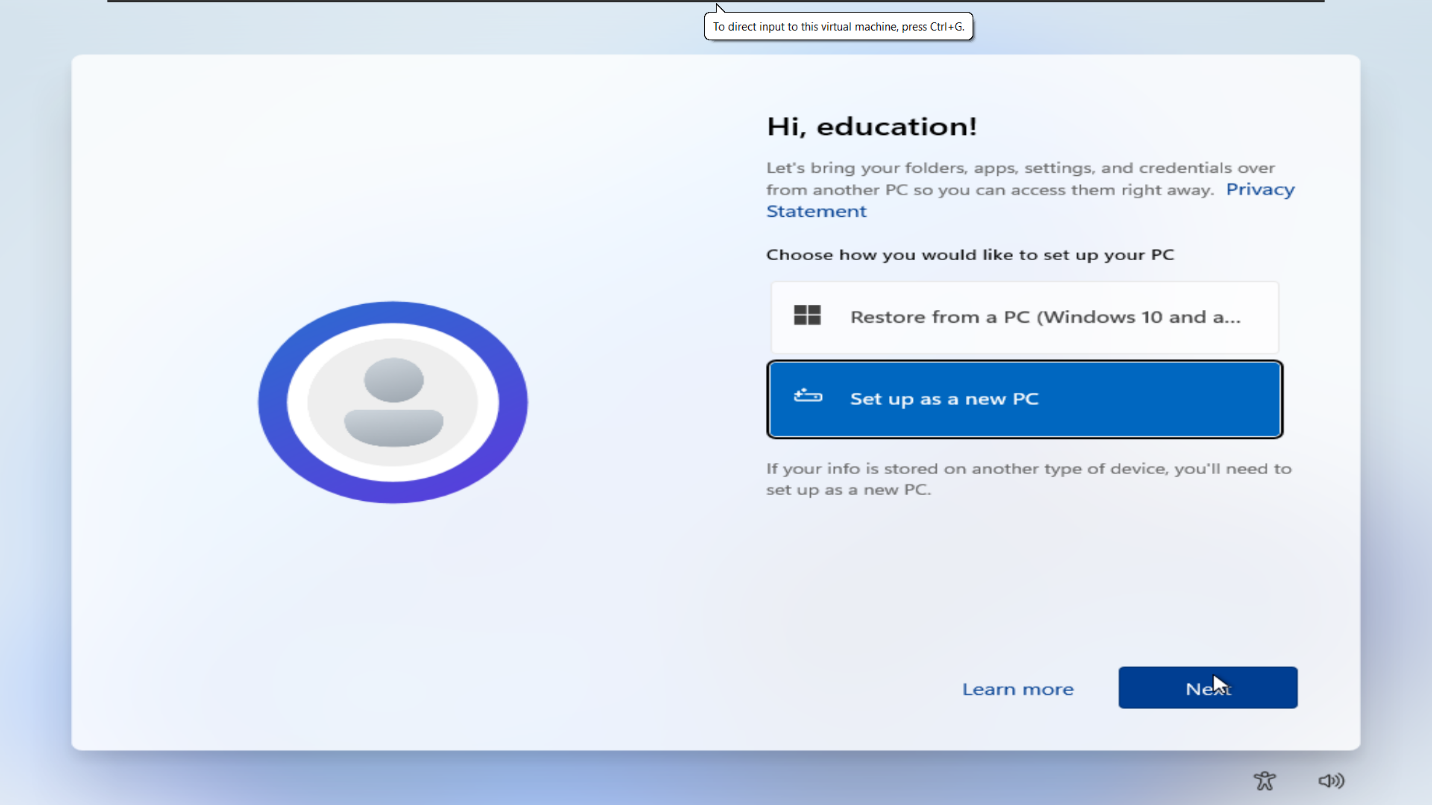 To direct input to this virtual machine, press Ctrl+G.
Hi, education!
Let's bring your folders, apps, settings, and credentials over
from another PC so you can access them right away. Privacy
Statement
Choose how you would like to set up your PC
Restore from a PC (Windows 10 and a...
Set up as a new PC
If your info is stored on another type of device, you'll need to
set up as a new PC.
Learn more
Next